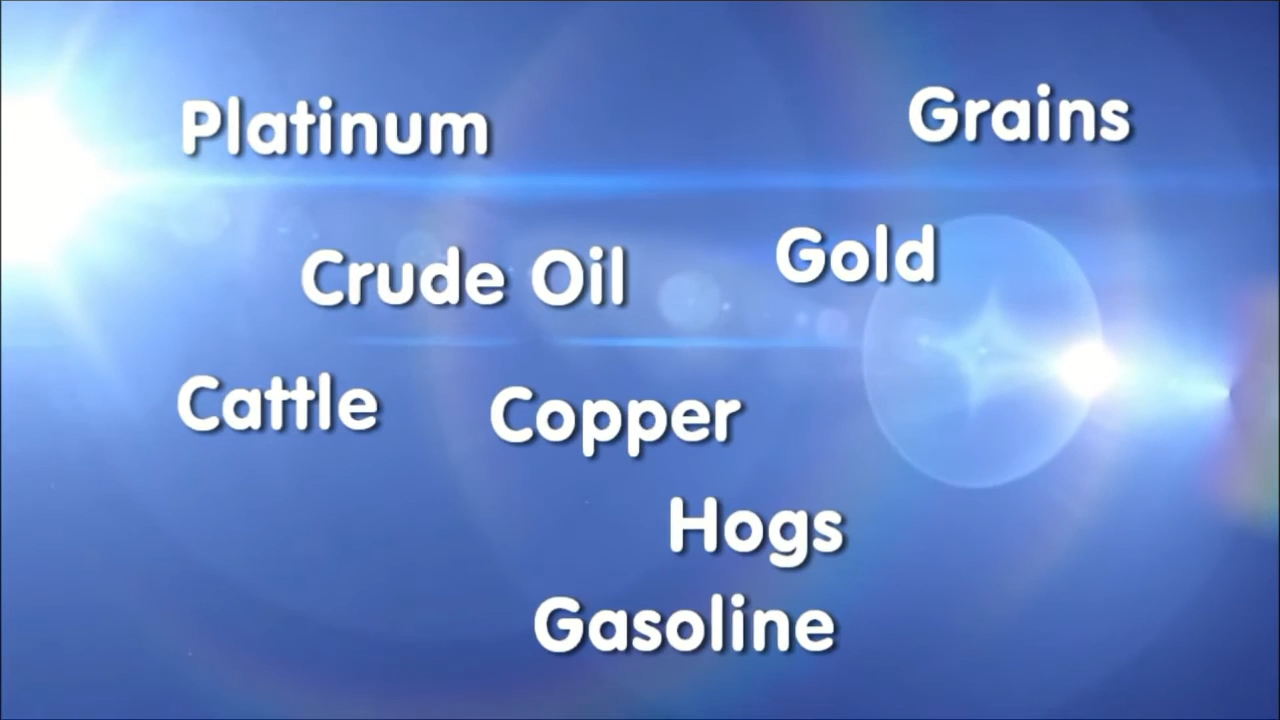 Platinum
Grains
Crude Oil
Gold
Cattle
Copper
Hogs
Gasoline